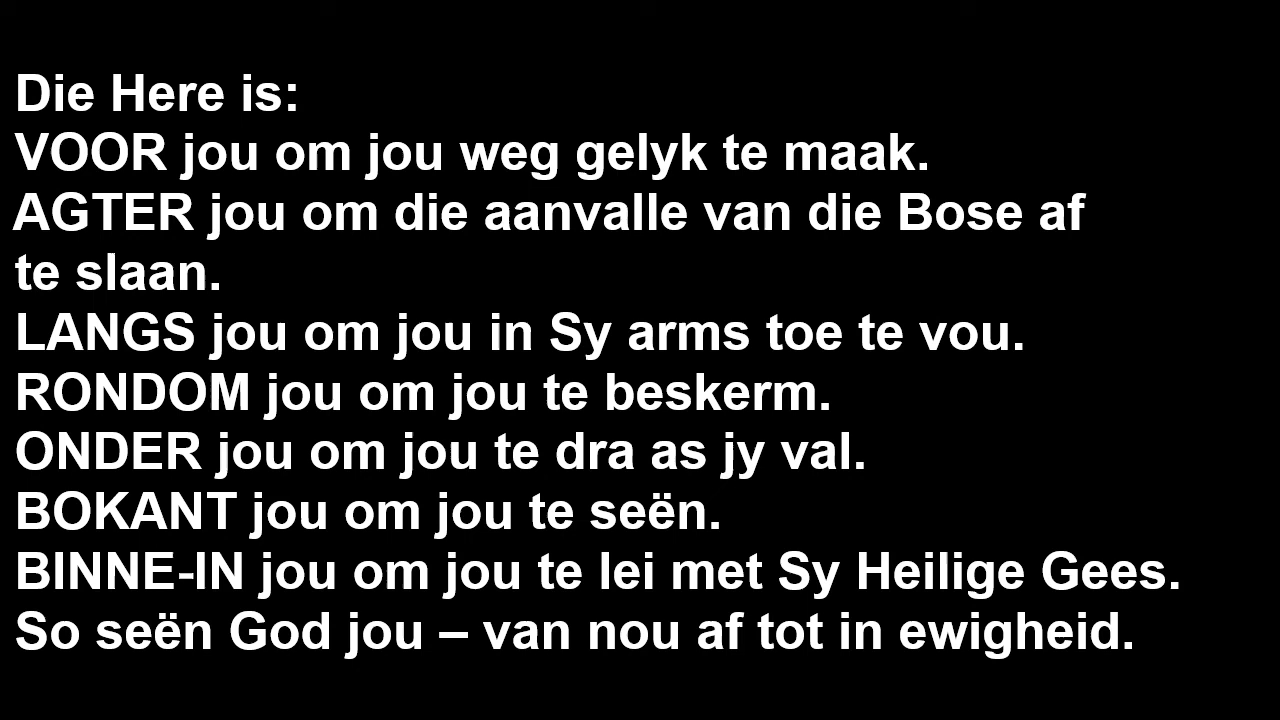 Die Here is:
VOOR jou om jou weg gelyk te maak.
AGTER jou om die aanvalle van die Bose af
te slaan.
LANGS jou om jou in Sy arms toe te vou.
RONDOM jou om jou te beskerm.
ONDER jou om jou te dra as jy val.
BOKANT jou om jou te seën.
BINNE-IN jou om jou te lei met Sy Heilige Gees.
So seën God jou – van nou af tot in ewigheid.